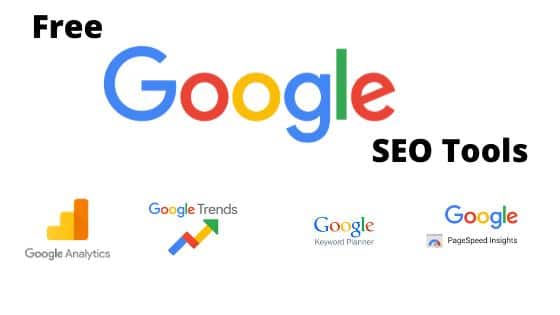 Free
Google
SEO Tools
Google Analytics
Google Trends
Google
Keyword Planner
Google
PageSpeed Insights